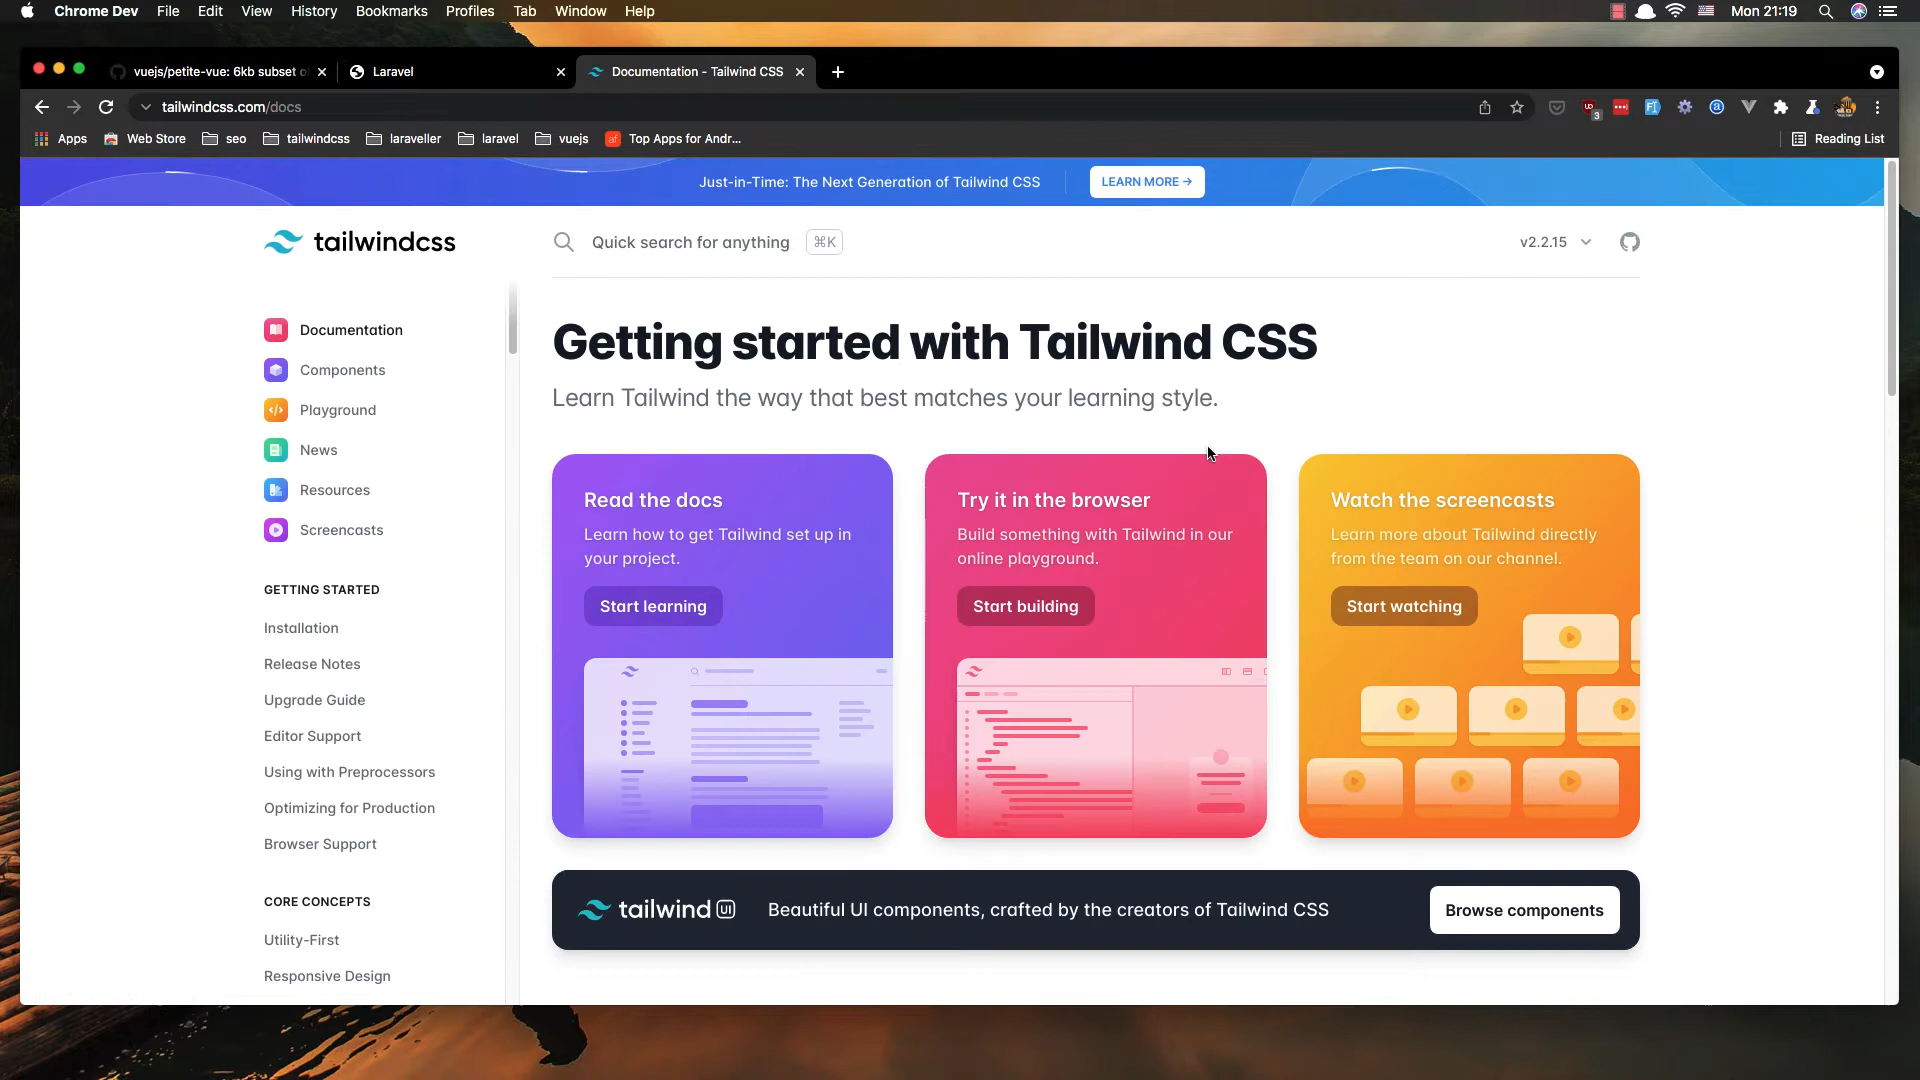 Chrome Dev File Edit View History Bookmarks Profiles Tab Window Help Mon 21:19
vuejs/petite-vue: 6kb subset o Laravel Documentation - Tailwind CSS
tailwindcss.com/docs 3
Apps Web Store seo tailwindcss laraveller laravel vuejs af Top Apps for Andr... Reading List
Just-in-Time: The Next Generation of Tailwind CSS LEARN MORE →
tailwindcss
Quick search for anything ⌘K v2.2.15
Documentation
Components
Playground
News
Resources
Screencasts
GETTING STARTED
Installation
Release Notes
Upgrade Guide
Editor Support
Using with Preprocessors
Optimizing for Production
Browser Support
CORE CONCEPTS
Utility-First
Responsive Design
Getting started with Tailwind CSS
Learn Tailwind the way that best matches your learning style.
Read the docs
Learn how to get Tailwind set up in
your project.
Start learning
Try it in the browser
Build something with Tailwind in our
online playground.
Start building
Watch the screencasts
Learn more about Tailwind directly
from the team on our channel.
Start watching
tailwind UI Beautiful UI components, crafted by the creators of Tailwind CSS Browse components